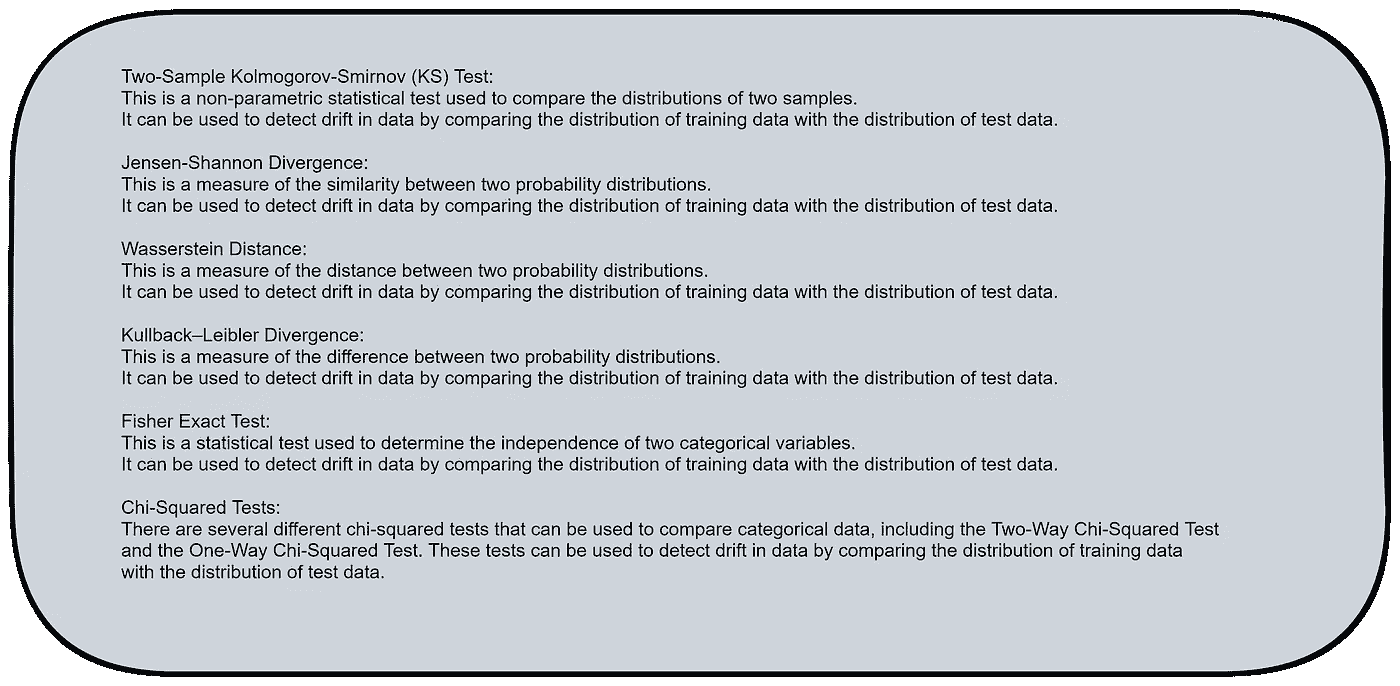 Two-Sample Kolmogorov-Smirnov (KS) Test:
This is a non-parametric statistical test used to compare the distributions of two samples.
It can be used to detect drift in data by comparing the distribution of training data with the distribution of test data.
Jensen-Shannon Divergence:
This is a measure of the similarity between two probability distributions.
It can be used to detect drift in data by comparing the distribution of training data with the distribution of test data.
Wasserstein Distance:
This is a measure of the distance between two probability distributions.
It can be used to detect drift in data by comparing the distribution of training data with the distribution of test data.
Kullback–Leibler Divergence:
This is a measure of the difference between two probability distributions.
It can be used to detect drift in data by comparing the distribution of training data with the distribution of test data.
Fisher Exact Test:
This is a statistical test used to determine the independence of two categorical variables.
It can be used to detect drift in data by comparing the distribution of training data with the distribution of test data.
Chi-Squared Tests:
There are several different chi-squared tests that can be used to compare categorical data, including the Two-Way Chi-Squared Test
and the One-Way Chi-Squared Test. These tests can be used to detect drift in data by comparing the distribution of training data
with the distribution of test data.